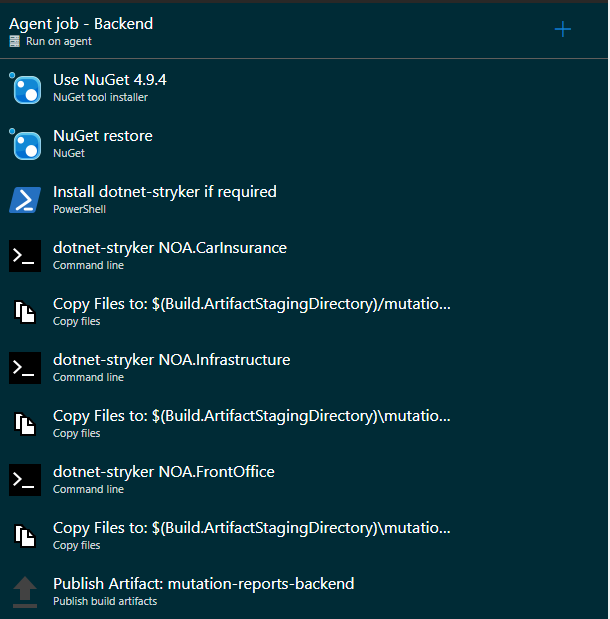 Agent job - Backend
Run on agent
Use NuGet 4.9.4
NuGet tool installer
NuGet restore
NuGet
Install dotnet-stryker if required
PowerShell
dotnet-stryker NOA.CarInsurance
Command line
Copy Files to: $(Build.ArtifactStagingDirectory)/mutatio...
Copy files
dotnet-stryker NOA.Infrastructure
Command line
Copy Files to: $(Build.ArtifactStagingDirectory)\mutatio...
Copy files
dotnet-stryker NOA.FrontOffice
Command line
Copy Files to: $(Build.ArtifactStagingDirectory)\mutatio...
Copy files
Publish Artifact: mutation-reports-backend
Publish build artifacts